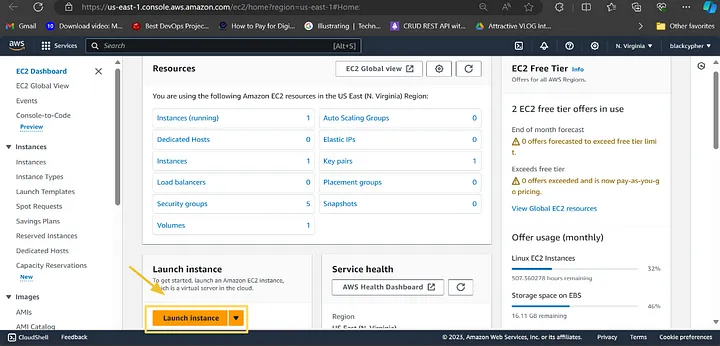 https://us-east-1.console.aws.amazon.com/ec2/home?region=us-east-1#Home:
Gmail
Download video: M...
Best DevOps Projec...
How to Pay for Digi...
Illustrating | Techn...
CRUD REST API wit...
Attractive VLOG Int...
Other favorites
aws
Services
Search
[Alt+S]
N. Virginia
blackcypher
EC2 Dashboard
EC2 Global View
Events
Console-to-Code
Preview
Instances
Instances
Instance Types
Launch Templates
Spot Requests
Savings Plans
Reserved Instances
Dedicated Hosts
Capacity Reservations
New
Images
AMIs
AMI Catalog
Resources
EC2 Global view
You are using the following Amazon EC2 resources in the US East (N. Virginia) Region:
Instances (running) 1
Auto Scaling Groups 0
Dedicated Hosts 0
Elastic IPs 0
Instances 1
Key pairs 1
Load balancers 0
Placement groups 0
Security groups 5
Snapshots 0
Volumes 1
Launch instance
To get started, launch an Amazon EC2 instance,
which is a virtual server in the cloud.
Launch instance
Service health
AWS Health Dashboard
Region
US East (N. Virginia)
EC2 Free Tier Info
Offers for all AWS Regions.
2 EC2 free tier offers in use
End of month forecast
0 offers forecasted to exceed free tier limi
t.
Exceeds free tier
0 offers exceeded and is now pay-as-you-g
o pricing.
View Global EC2 resources
Offer usage (monthly)
Linux EC2 Instances
32%
507.560278 hours remaining
Storage space on EBS
46%
16.11 GB remaining
CloudShell
Feedback
© 2023, Amazon Web Services, Inc. or its affiliates.
Privacy
Terms
Cookie preferences